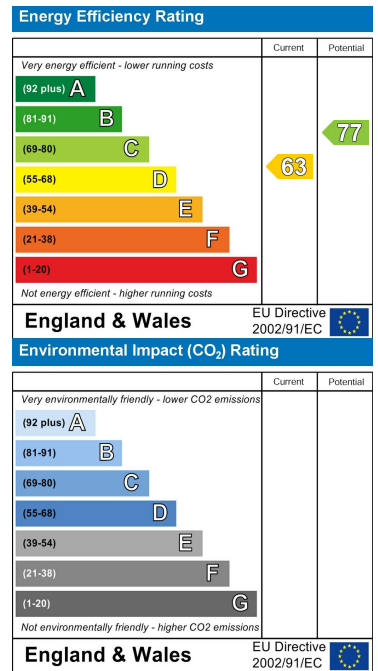 Energy Efficiency Rating
Current Potential
Very energy efficient - lower running costs
(92 plus) A
(81-91) B
(69-80) C
(55-68) D
(39-54) E
(21-38) F
(1-20) G
63
77
Not energy efficient - higher running costs
England & Wales
EU Directive
2002/91/EC
Environmental Impact (CO₂) Rating
Current Potential
Very environmentally friendly - lower CO2 emissions
(92 plus) A
(81-91) B
(69-80) C
(55-68) D
(39-54) E
(21-38) F
(1-20) G
Not environmentally friendly - higher CO2 emissions
England & Wales
EU Directive
2002/91/EC